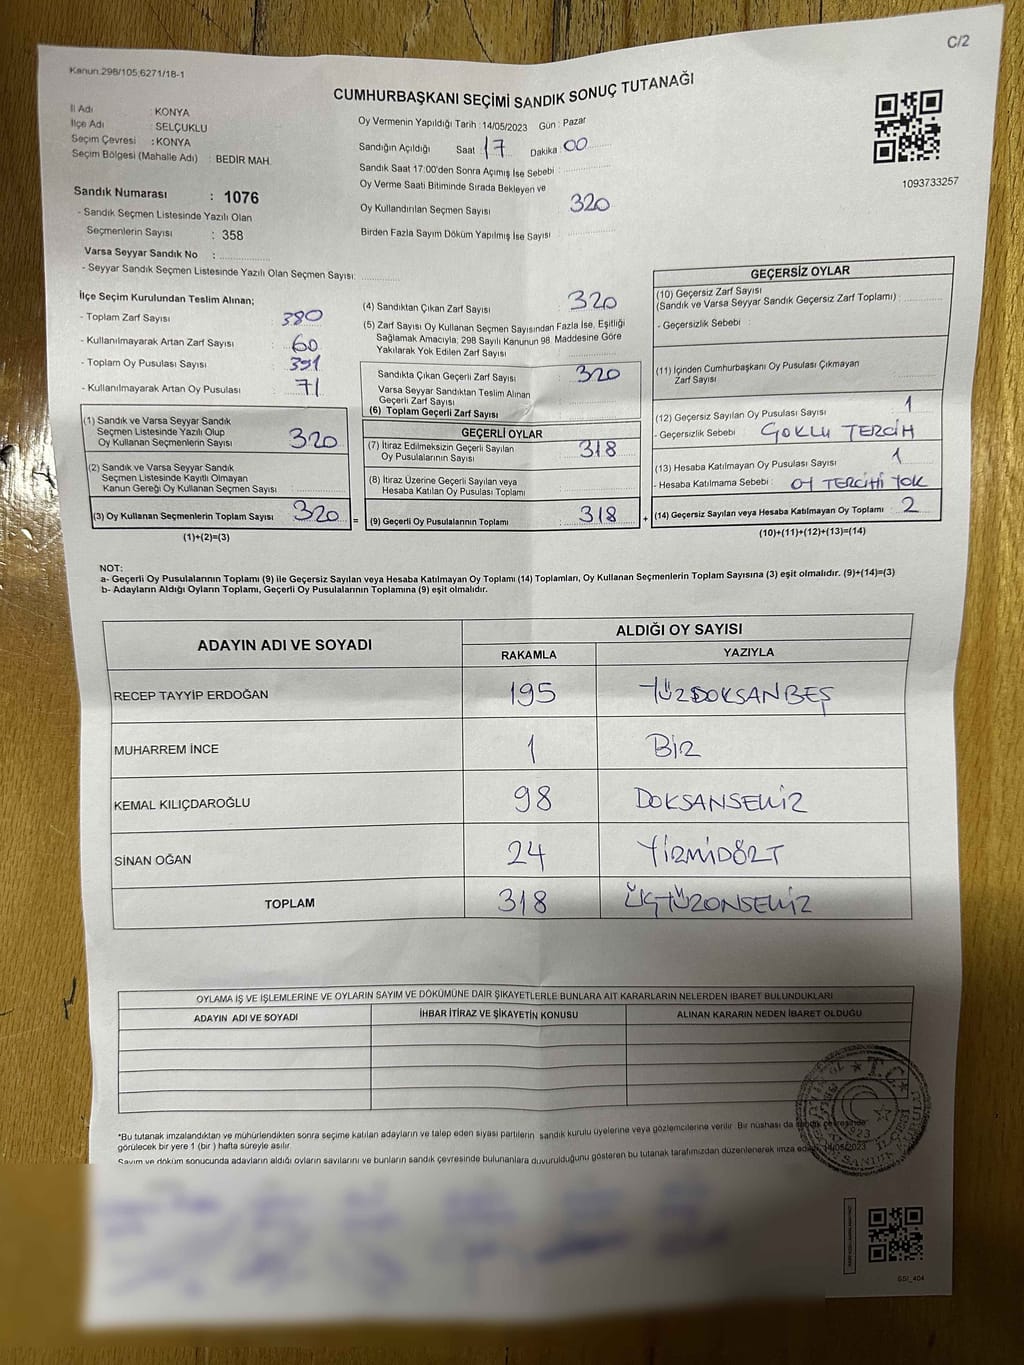 C/2
Kanun:298/105,6271/18-1
CUMHURBAŞKANI SEÇİMİ SANDIK SONUÇ TUTANAĞI
İl Adı : KONYA
İlçe Adı : SELÇUKLU
Seçim Çevresi : KONYA
Seçim Bölgesi (Mahalle Adı) : BEDİR MAH.
Sandık Numarası : 1076
- Sandık Seçmen Listesinde Yazılı Olan
Seçmenlerin Sayısı : 358
Varsa Seyyar Sandık No :
- Seyyar Sandık Seçmen Listesinde Yazılı Olan Seçmen Sayısı:
Oy Vermenin Yapıldığı Tarih : 14/05/2023 Gün : Pazar
Sandığın Açıldığı Saat 17 Dakika 00
Sandık Saat 17:00'den Sonra Açımış İse Sebebi :
Oy Verme Saati Bitiminde Sırada Bekleyen ve
Oy Kullandırılan Seçmen Sayısı : 320
Birden Fazla Sayım Döküm Yapılmış İse Sayısı
1093733257
İlçe Seçim Kurulundan Teslim Alınan;
- Toplam Zarf Sayısı : 380
- Kullanılmayarak Artan Zarf Sayısı : 60
- Toplam Oy Pusulası Sayısı : 391
- Kullanılmayarak Artan Oy Pusulası : 71
(1) Sandık ve Varsa Seyyar Sandık
Seçmen Listesinde Yazılı Olup
Oy Kullanan Seçmenlerin Sayısı : 320
(2) Sandık ve Varsa Seyyar Sandık
Seçmen Listesinde Kayıtlı Olmayan
Kanun Gereği Oy Kullanan Seçmen Sayısı :
(3) Oy Kullanan Seçmenlerin Toplam Sayısı : 320
(1)+(2)=(3)
(4) Sandıktan Çıkan Zarf Sayısı : 320
(5) Zarf Sayısı Oy Kullanan Seçmen Sayısından Fazla İse, Eşitliği
Sağlamak Amacıyla; 298 Sayılı Kanunun 98. Maddesine Göre
Yakılarak Yok Edilen Zarf Sayısı :
Sandıkta Çıkan Geçerli Zarf Sayısı : 320
Varsa Seyyar Sandıktan Teslim Alınan
Geçerli Zarf Sayısı :
(6) Toplam Geçerli Zarf Sayısı
GEÇERLİ OYLAR
(7) İtiraz Edilmeksizin Geçerli Sayılan
Oy Pusulalarının Sayısı : 318
(8) İtiraz Üzerine Geçerli Sayılan veya
Hesaba Katılan Oy Pusulası Toplamı :
(9) Geçerli Oy Pusulalarının Toplamı : 318
= +
GEÇERSİZ OYLAR
(10) Geçersiz Zarf Sayısı
(Sandık ve Varsa Seyyar Sandık Geçersiz Zarf Toplamı) :
- Geçersizlik Sebebi :
(11) İçinden Cumhurbaşkanı Oy Pusulası Çıkmayan
Zarf Sayısı :
(12) Geçersiz Sayılan Oy Pusulası Sayısı : 1
- Geçersizlik Sebebi : ÇOKLU TERCİH
(13) Hesaba Katılmayan Oy Pusulası Sayısı : 1
- Hesaba Katılmama Sebebi : OY TERCİHİ YOK
(14) Geçersiz Sayılan veya Hesaba Katılmayan Oy Toplamı : 2
(10)+(11)+(12)+(13)=(14)
NOT:
a- Geçerli Oy Pusulalarının Toplamı (9) ile Geçersiz Sayılan veya Hesaba Katılmayan Oy Toplamı (14) Toplamları, Oy Kullanan Seçmenlerin Toplam Sayısına (3) eşit olmalıdır. (9)+(14)=(3)
b- Adayların Aldığı Oyların Toplamı, Geçerli Oy Pusulalarının Toplamına (9) eşit olmalıdır.
ADAYIN ADI VE SOYADI ALDIĞI OY SAYISI
RAKAMLA YAZIYLA
RECEP TAYYİP ERDOĞAN 195 YÜZDOKSANBEŞ
MUHARREM İNCE 1 BİR
KEMAL KILIÇDAROĞLU 98 DOKSANSEKİZ
SİNAN OĞAN 24 YİRMİDÖRT
TOPLAM 318 ÜÇYÜZONSEKİZ
OYLAMA İŞ VE İŞLEMLERİNE VE OYLARIN SAYIM VE DÖKÜMÜNE DAİR ŞİKAYETLERLE BUNLARA AİT KARARLARIN NELERDEN İBARET BULUNDUKLARI
ADAYIN ADI VE SOYADI İHBAR İTİRAZ VE ŞİKAYETİN KONUSU ALINAN KARARIN NEDEN İBARET OLDUĞU
*Bu tutanak imzalandıktan ve mühürlendikten sonra seçime katılan adayların ve talep eden siyasi partilerin sandık kurulu üyelerine veya gözlemcilerine verilir. Bir nüshası da sandık çevresinde
görülecek bir yere 1 (bir ) hafta süreyle asılır.
Sayım ve döküm sonucunda adayların aldığı oyların sayılarını ve bunların sandık çevresinde bulunanlara duyurulduğunu gösteren bu tutanak tarafımızdan düzenlenerek imza 14/05/2023
T.C.
GSI_404